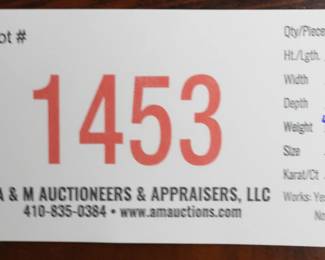 ot #
1453
A & M AUCTIONEERS & APPRAISERS, LLC
410-835-0384 • www.amauctions.com
Qty/Piece
Ht./Lgth.
Width
Depth
Weight
Size
Karat/Ct
Works: Ye
No